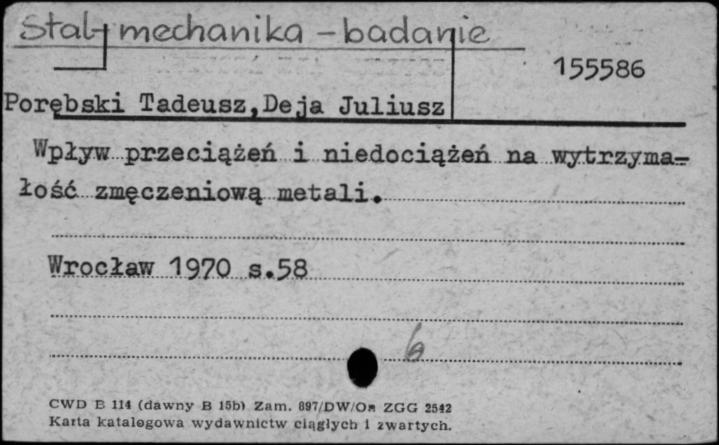 Stal - mechanika - badanie
155586
Porębski Tadeusz, Deja Juliusz
Wpływ przeciążeń i niedociążeń na wytrzyma-
łość zmęczeniową metali.
Wrocław 1970 s.58
6
CWD B 114 (dawny B 15b) Zam. 897/DW/On ZGG 2542
Karta katalogowa wydawnictw ciągłych i zwartych.